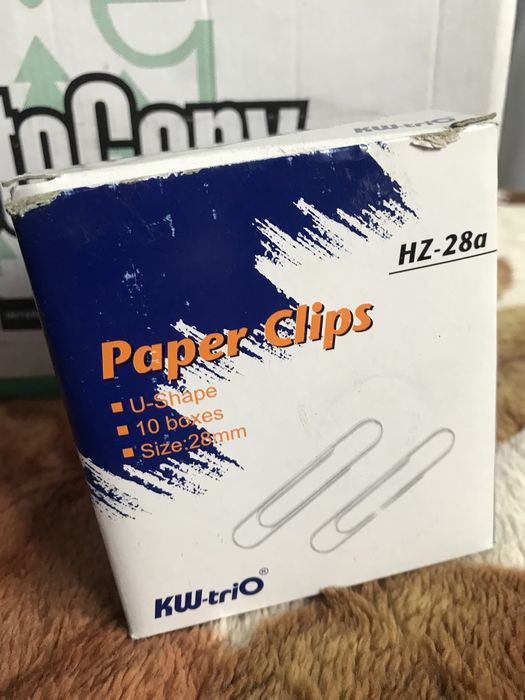 toCopy
KW-triO
HZ-28a
Paper Clips
U-Shape
10 boxes
Size:28mm
KW-triO®